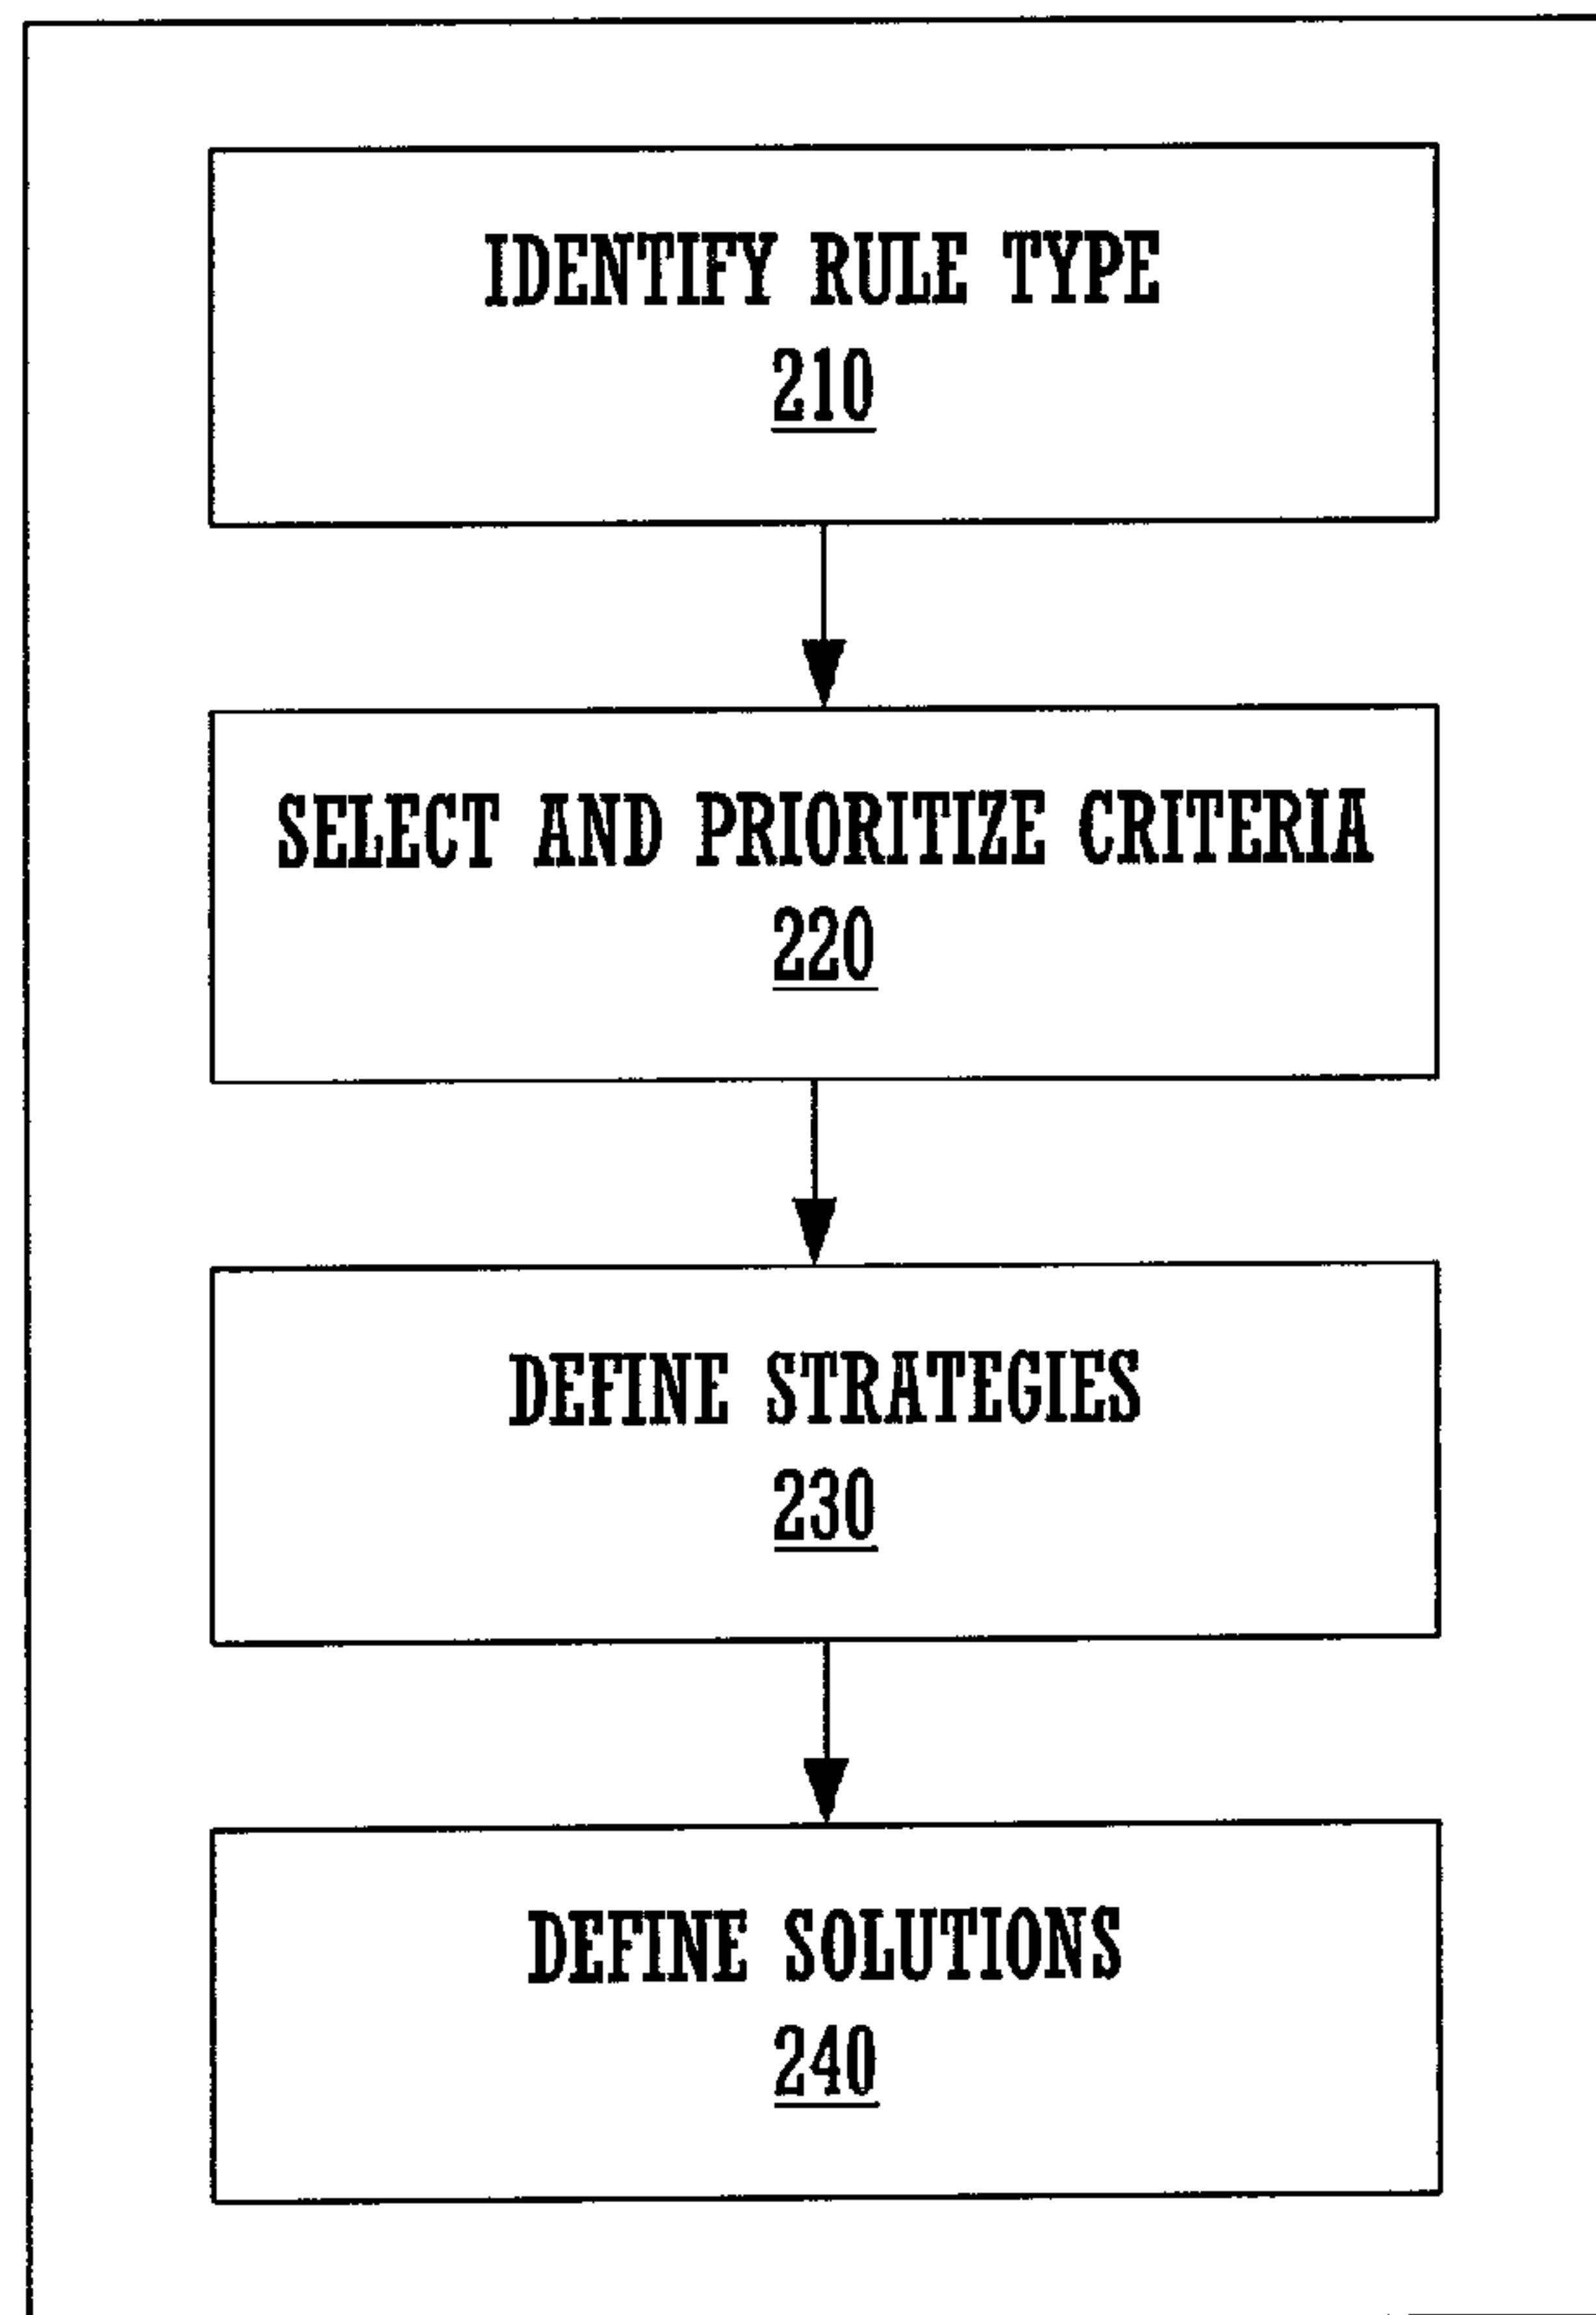 IDENTIFY RULE TYPE
210
SELECT AND PRIORITIZE CRITERIA
220
DEFINE STRATEGIES
230
DEFINE SOLUTIONS
240